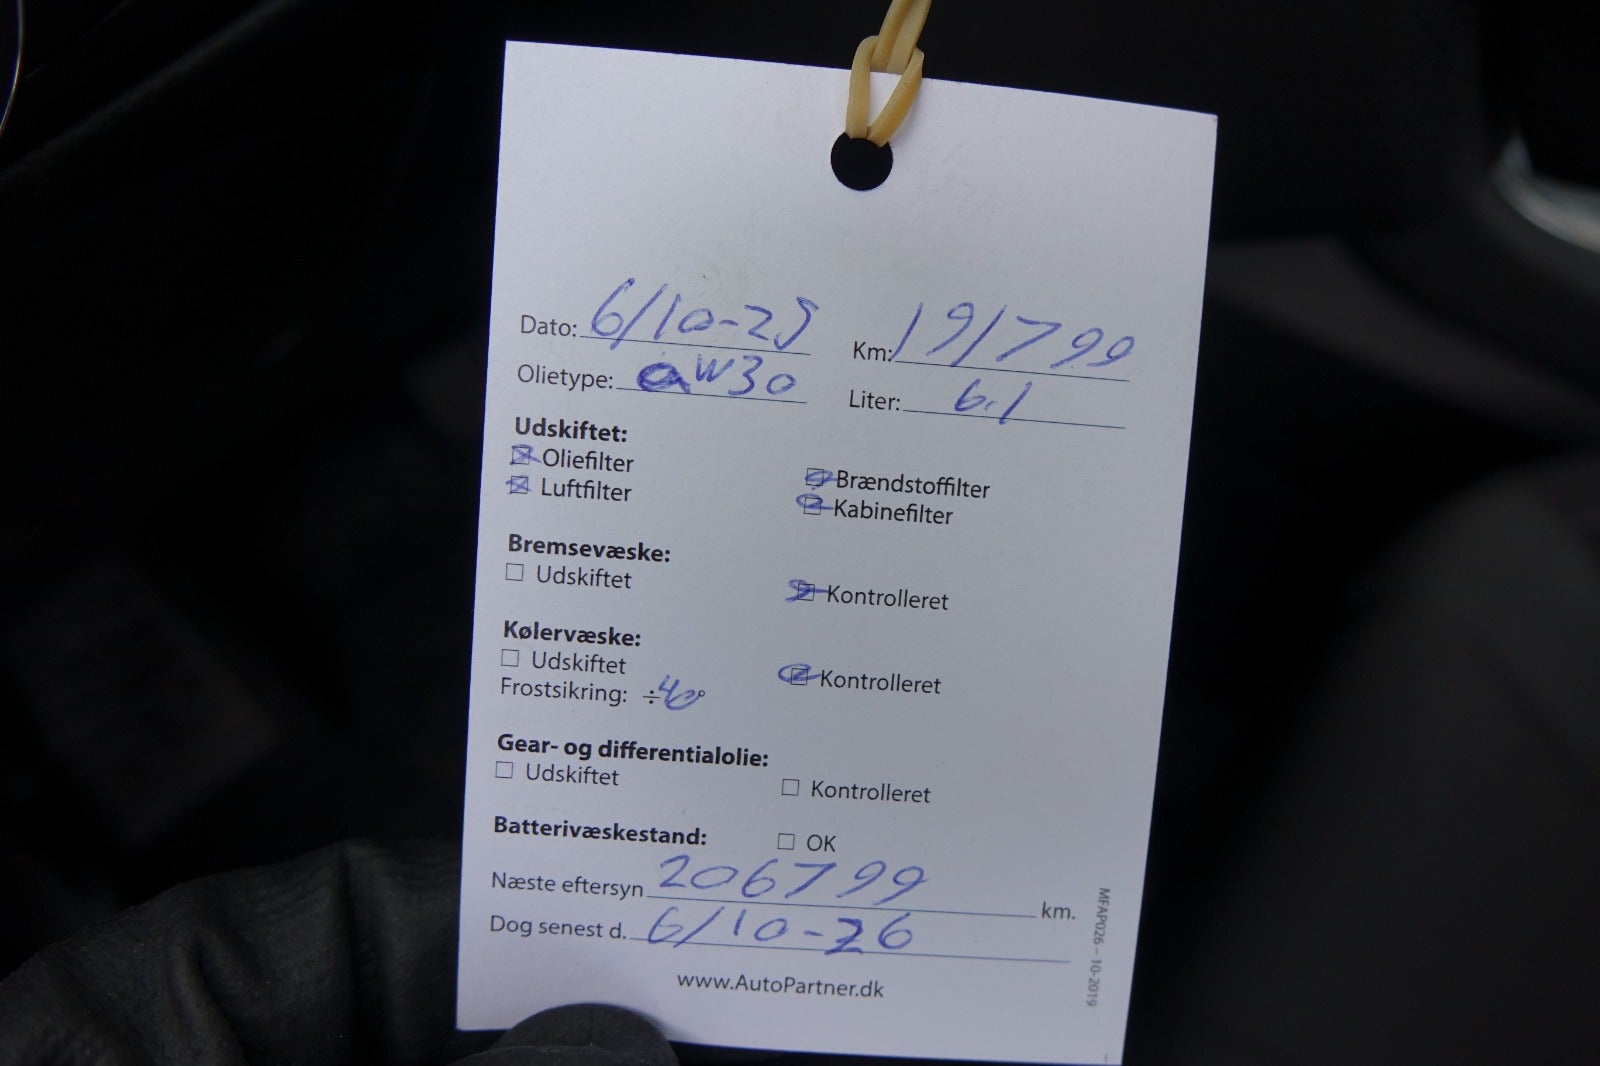 Dato: 6/10-25 Km: 191799
Olietype: 0W30 Liter: 6.1
Udskiftet:
☒ Oliefilter ☒ Brændstoffilter
☒ Luftfilter ☒ Kabinefilter
Bremsevæske:
☐ Udskiftet ☒ Kontrolleret
Kølervæske:
☐ Udskiftet ☒ Kontrolleret
Frostsikring: ÷40°
Gear- og differentialolie:
☐ Udskiftet ☐ Kontrolleret
Batterivæskestand: ☐ OK
Næste eftersyn 206799 km.
Dog senest d. 6/10-26
www.AutoPartner.dk
MFAP026 – 10-2019